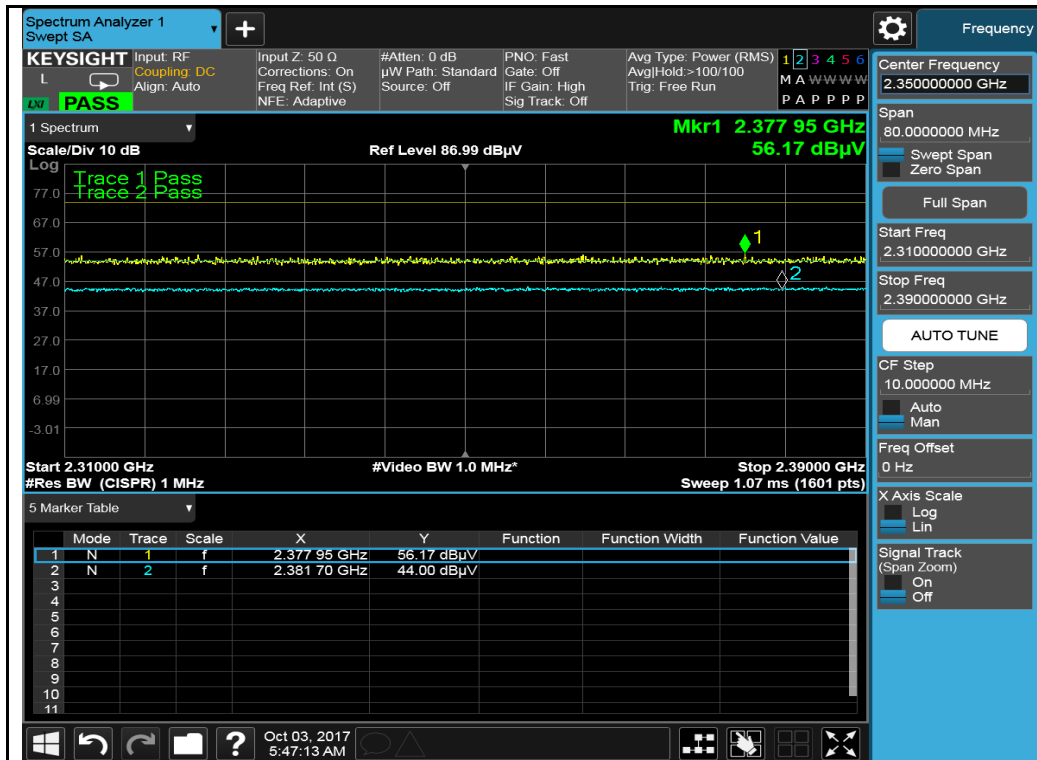 Spectrum Analyzer 1
Swept SA
+
Frequency
KEYSIGHT
L
LXI PASS
Input: RF
Coupling: DC
Align: Auto
Input Z: 50 Ω
Corrections: On
Freq Ref: Int (S)
NFE: Adaptive
#Atten: 0 dB
µW Path: Standard
Source: Off
PNO: Fast
Gate: Off
IF Gain: High
Sig Track: Off
Avg Type: Power (RMS)
Avg|Hold:>100/100
Trig: Free Run
1 2 3 4 5 6
M A W W W W
P A P P P P
1 Spectrum
Mkr1 2.377 95 GHz
Scale/Div 10 dB
Ref Level 86.99 dBµV
56.17 dBµV
Log
Trace 1 Pass
Trace 2 Pass
77.0
67.0
57.0
47.0
37.0
27.0
17.0
6.99
-3.01
1
2
Start 2.31000 GHz
#Video BW 1.0 MHz*
Stop 2.39000 GHz
#Res BW (CISPR) 1 MHz
Sweep 1.07 ms (1601 pts)
5 Marker Table
Mode Trace Scale X Y Function Function Width Function Value
1 N 1 f 2.377 95 GHz 56.17 dBµV
2 N 2 f 2.381 70 GHz 44.00 dBµV
3
4
5
6
7
8
9
10
11
?
Oct 03, 2017
5:47:13 AM
Center Frequency
2.350000000 GHz
Span
80.0000000 MHz
Swept Span
Zero Span
Full Span
Start Freq
2.310000000 GHz
Stop Freq
2.390000000 GHz
AUTO TUNE
CF Step
10.000000 MHz
Auto
Man
Freq Offset
0 Hz
X Axis Scale
Log
Lin
Signal Track
(Span Zoom)
On
Off